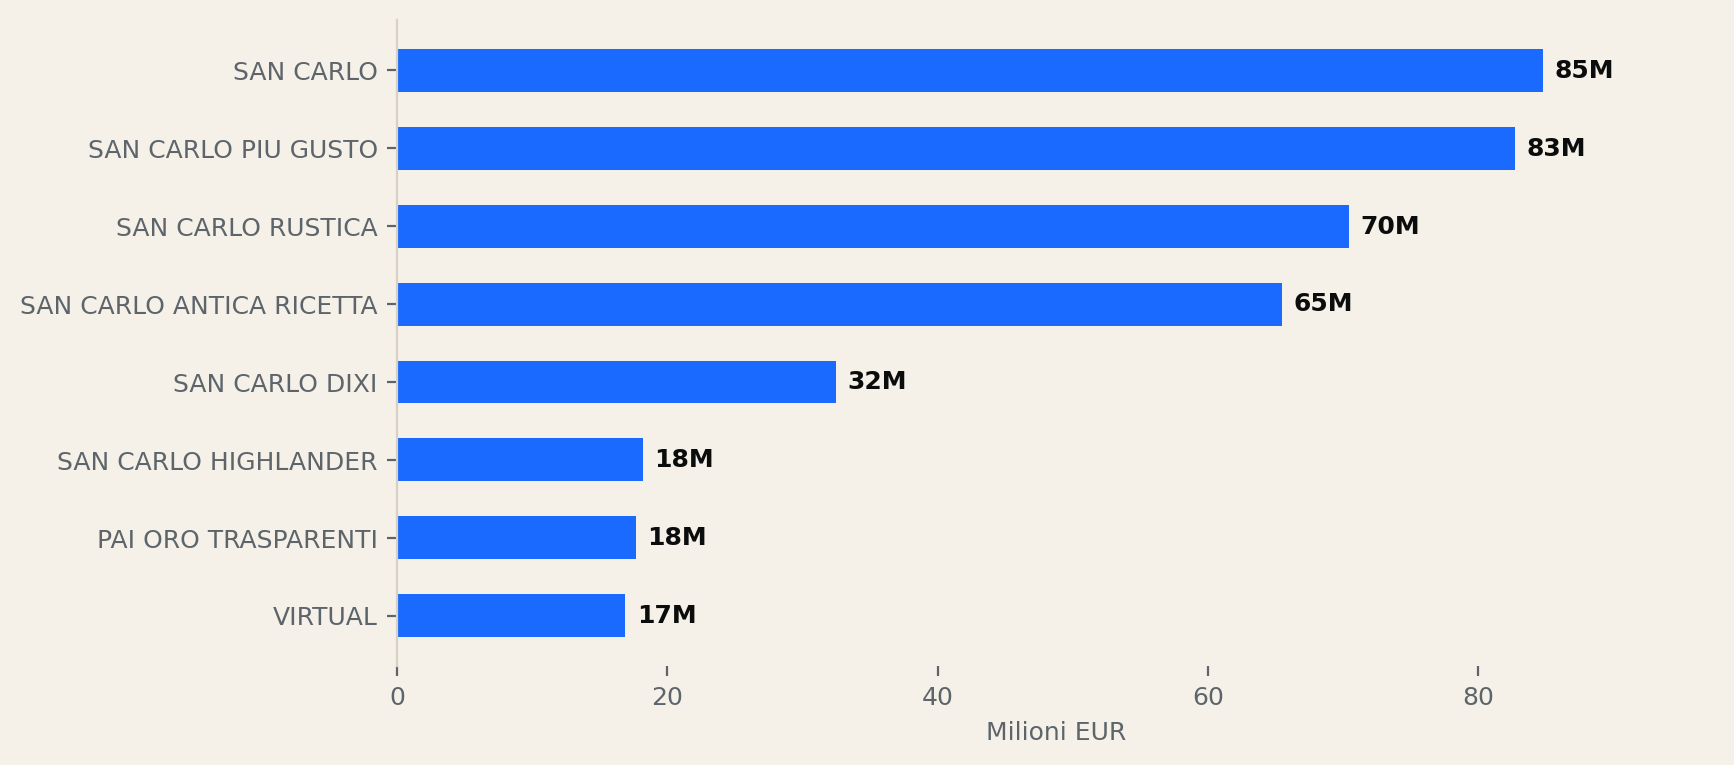 SAN CARLO 85M
SAN CARLO PIU GUSTO 83M
SAN CARLO RUSTICA 70M
SAN CARLO ANTICA RICETTA 65M
SAN CARLO DIXI 32M
SAN CARLO HIGHLANDER 18M
PAI ORO TRASPARENTI 18M
VIRTUAL 17M
0 20 40 60 80
Milioni EUR